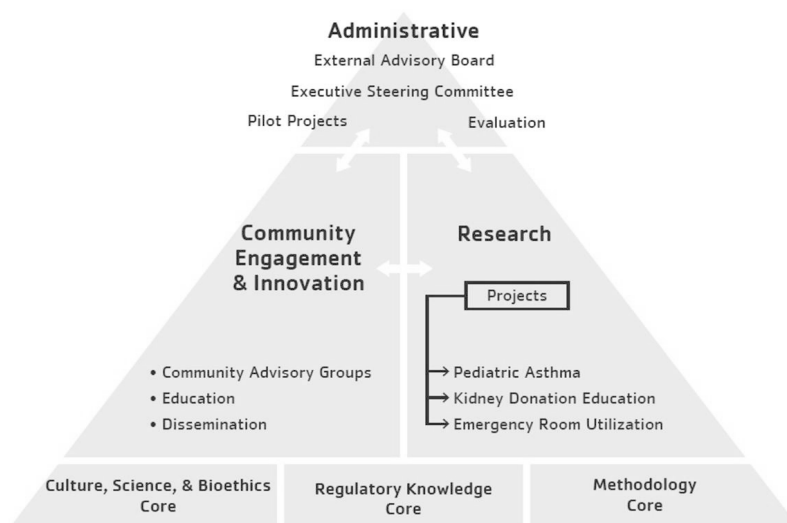 Administrative
External Advisory Board
Executive Steering Committee
Pilot Projects
Evaluation
Community
Engagement
& Innovation
• Community Advisory Groups
• Education
• Dissemination
Research
Projects
Pediatric Asthma
Kidney Donation Education
Emergency Room Utilization
Culture, Science, & Bioethics
Core
Regulatory Knowledge
Core
Methodology
Core